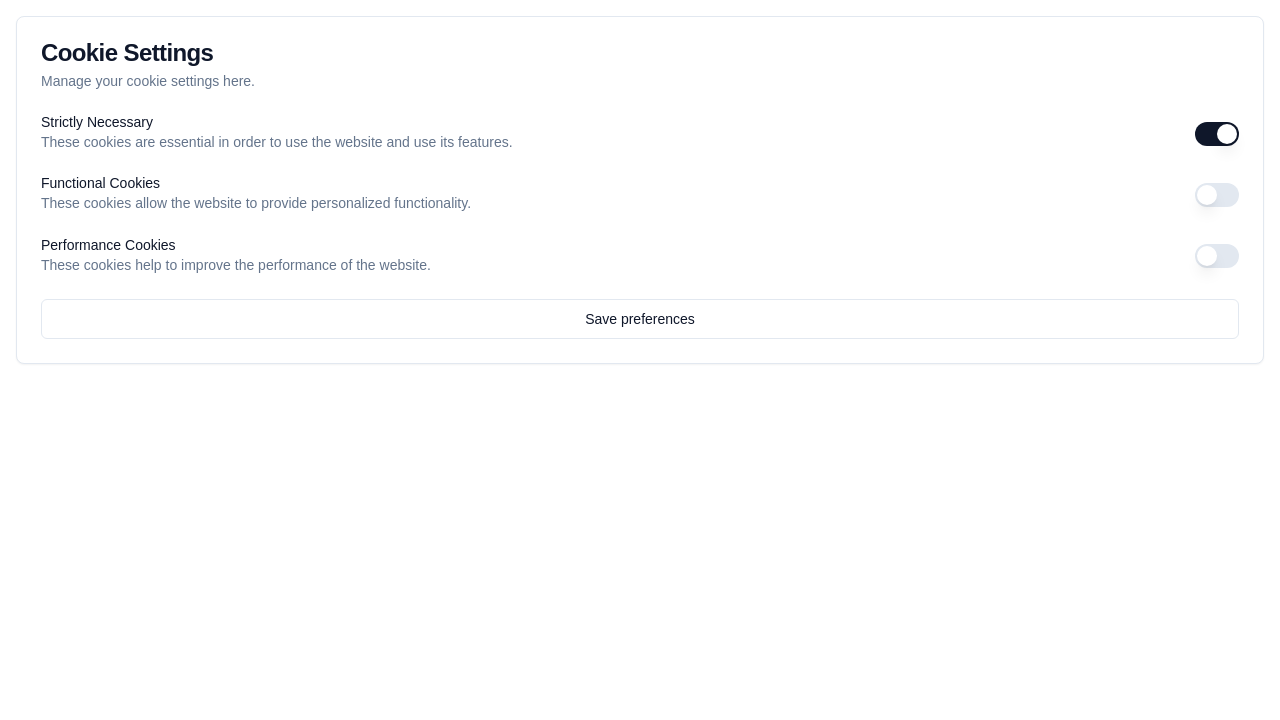 Cookie Settings
Manage your cookie settings here.
Strictly Necessary
These cookies are essential in order to use the website and use its features.
Functional Cookies
These cookies allow the website to provide personalized functionality.
Performance Cookies
These cookies help to improve the performance of the website.
Save preferences